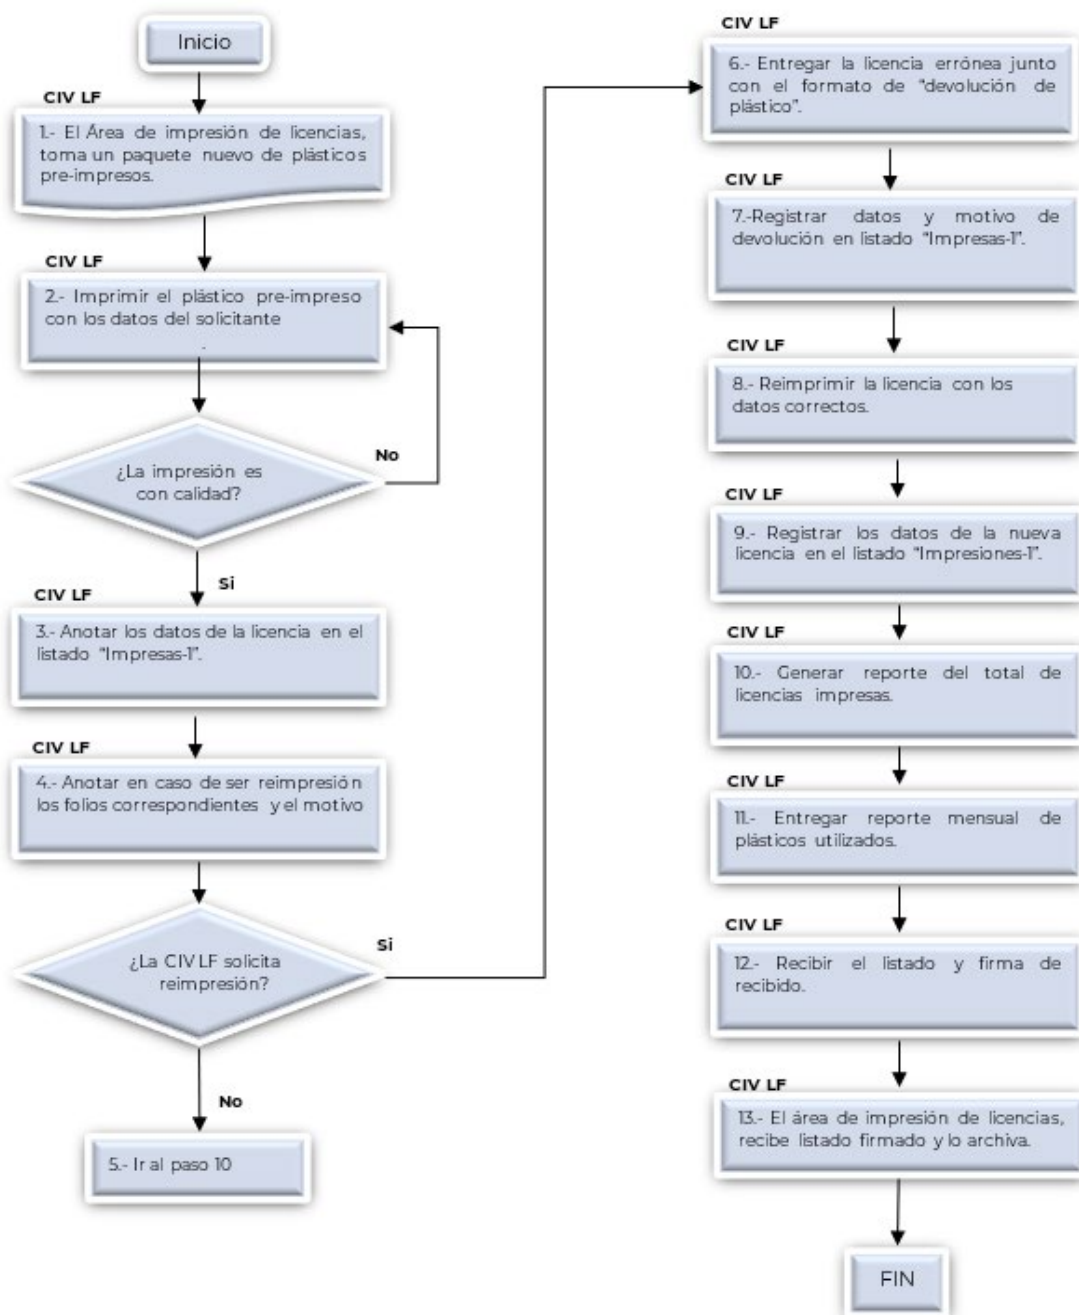 Inicio
CIV LF
1.- El Área de impresión de licencias,
toma un paquete nuevo de plásticos
pre-impresos.
CIV LF
2.- Imprimir el plástico pre-impreso
con los datos del solicitante
.
¿La impresión es
con calidad?
No
Si
CIV LF
3.- Anotar los datos de la licencia en el
listado “Impresas-1”.
CIV LF
4.- Anotar en caso de ser reimpresión
los folios correspondientes y el motivo
¿La CIV LF solicita
reimpresión?
Si
No
5.- Ir al paso 10
CIV LF
6.- Entregar la licencia errónea junto
con el formato de “devolución de
plástico”.
CIV LF
7.-Registrar datos y motivo de
devolución en listado “Impresas-1”.
CIV LF
8.- Reimprimir la licencia con los
datos correctos.
CIV LF
9.- Registrar los datos de la nueva
licencia en el listado “Impresiones-1”.
CIV LF
10.- Generar reporte del total de
licencias impresas.
CIV LF
11.- Entregar reporte mensual de
plásticos utilizados.
CIV LF
12.- Recibir el listado y firma de
recibido.
CIV LF
13.- El área de impresión de licencias,
recibe listado firmado y lo archiva.
FIN